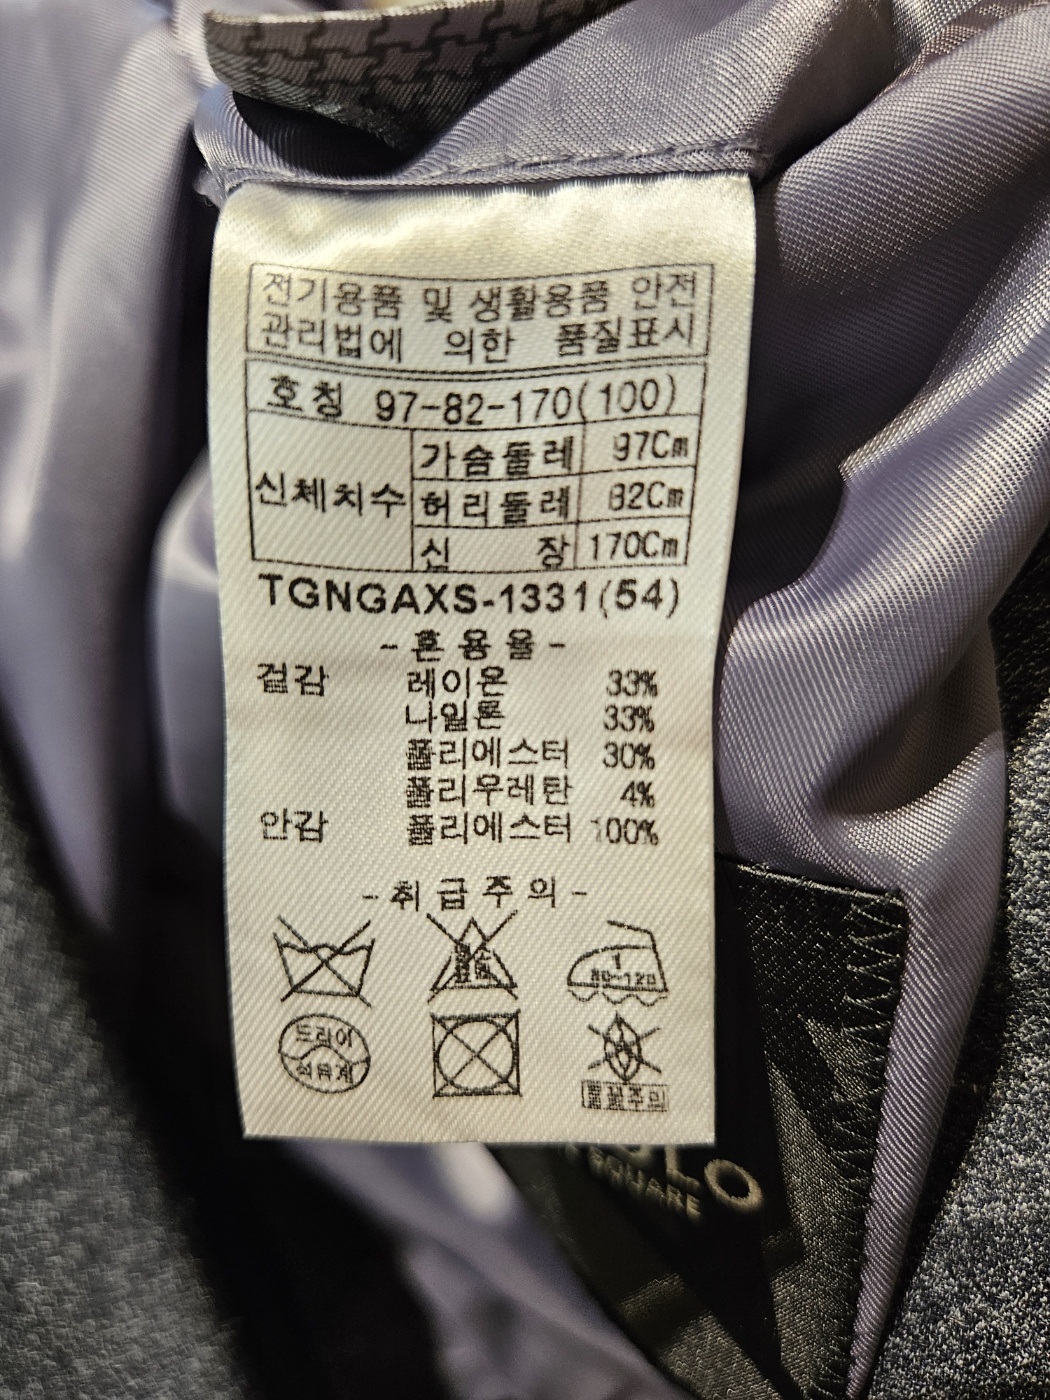 전기용품 및 생활용품 안전
관리법에 의한 품질표시
호칭 97-82-170(100)
신체치수 가슴둘레 97Cm
허리둘레 82Cm
신장 170Cm
TGNGAXS-1331(54)
-혼용율-
겉감 레이온 33%
나일론 33%
폴리에스터 30%
폴리우레탄 4%
안감 폴리에스터 100%
-취급주의-
1
80~120
드라이
석유계
SQUARE